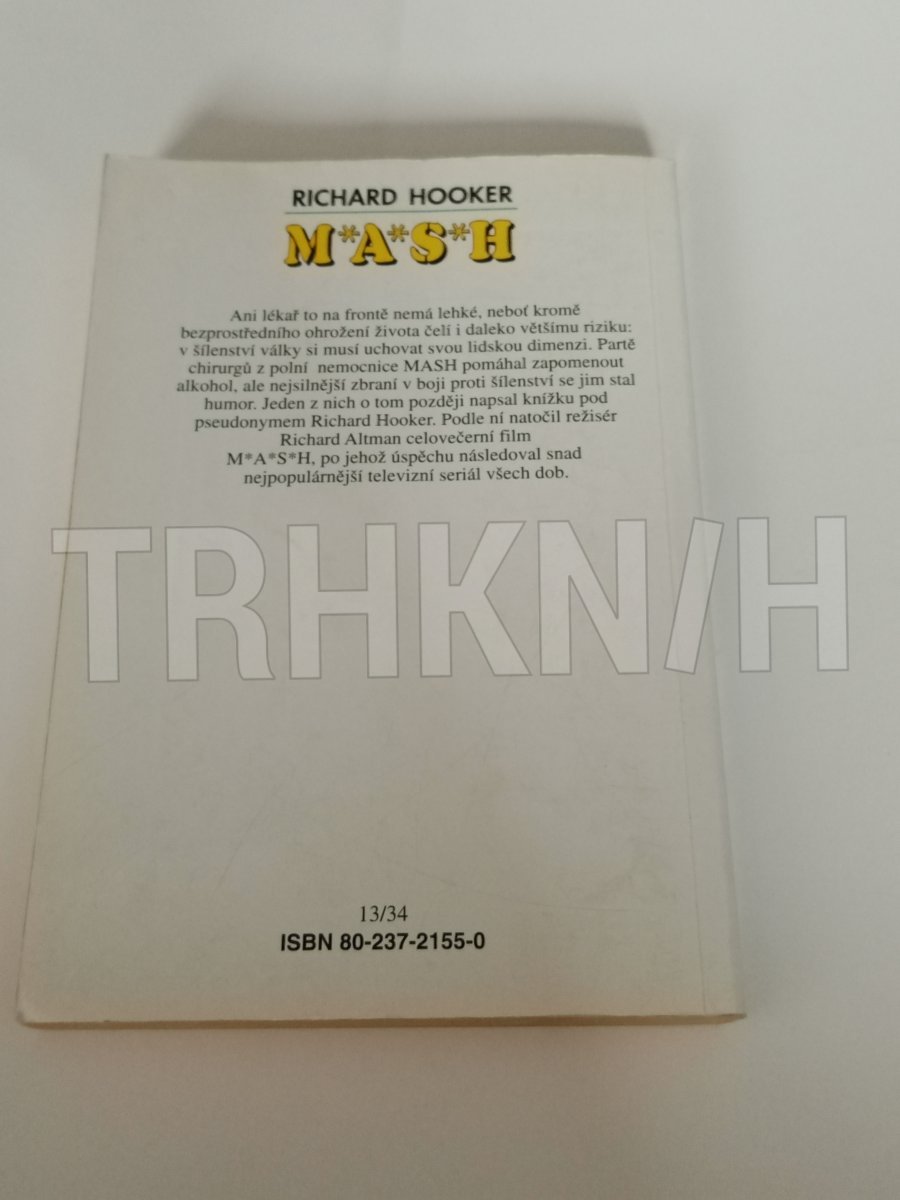 RICHARD HOOKER
M*A*S*H
Ani lékař to na frontě nemá lehké, neboť kromě
bezprostředního ohrožení života čelí i daleko většímu riziku:
v šílenství války si musí uchovat svou lidskou dimenzi. Partě
chirurgů z polní nemocnice MASH pomáhal zapomenout
alkohol, ale nejsilnější zbraní v boji proti šílenství se jim stal
humor. Jeden z nich o tom později napsal knížku pod
pseudonymem Richard Hooker. Podle ní natočil režisér
Richard Altman celovečerní film
M*A*S*H, po jehož úspěchu následoval snad
nejpopulárnější televizní seriál všech dob.
TRHKN/H
13/34
ISBN 80-237-2155-0